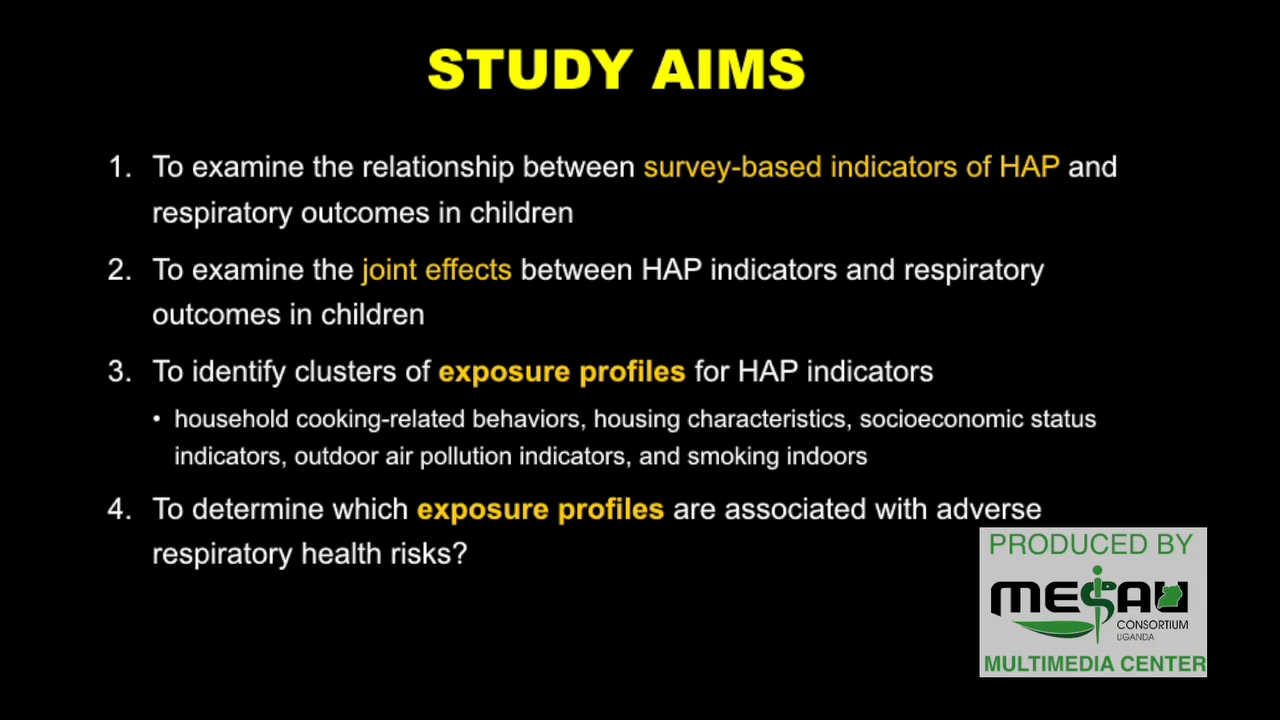 STUDY AIMS
1. To examine the relationship between survey-based indicators of HAP and
respiratory outcomes in children
2. To examine the joint effects between HAP indicators and respiratory
outcomes in children
3. To identify clusters of exposure profiles for HAP indicators
• household cooking-related behaviors, housing characteristics, socioeconomic status
indicators, outdoor air pollution indicators, and smoking indoors
4. To determine which exposure profiles are associated with adverse
respiratory health risks?
PRODUCED BY
MESAU
CONSORTIUM
UGANDA
MULTIMEDIA CENTER